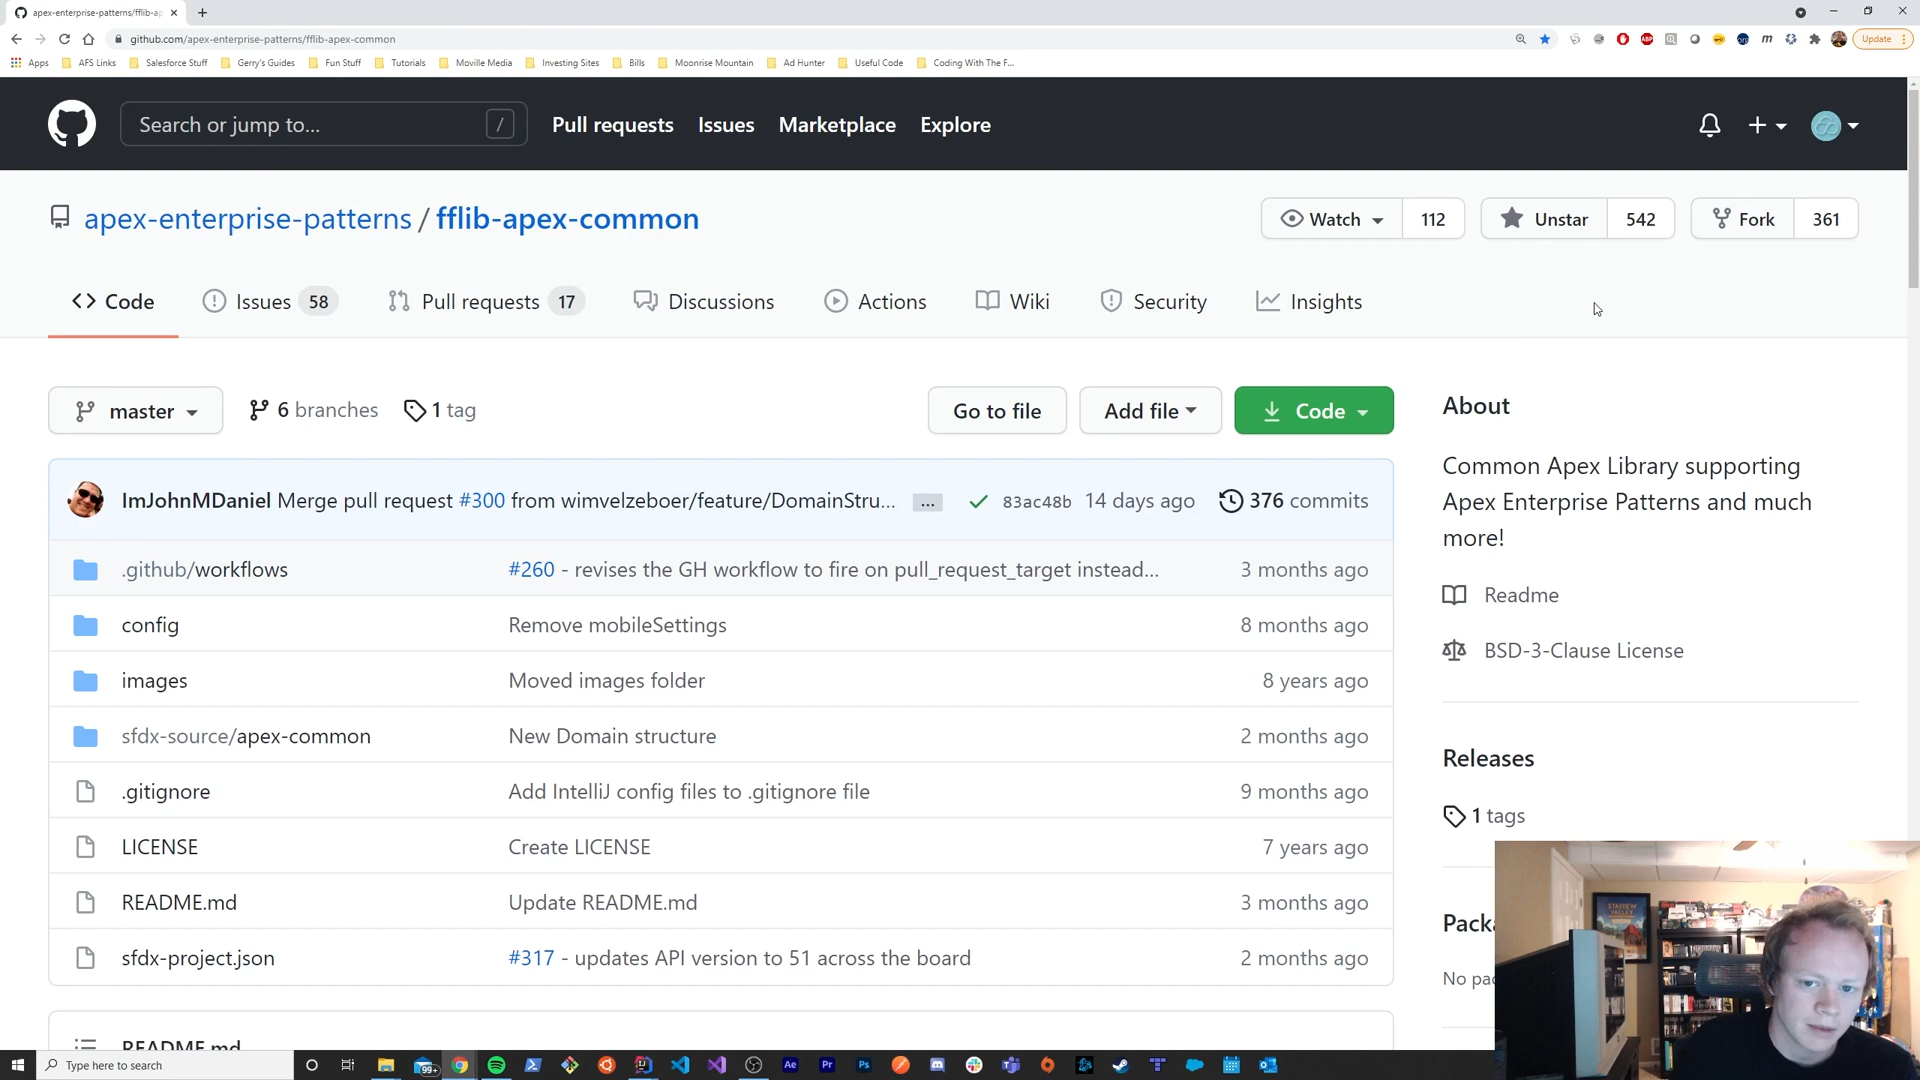 apex-enterprise-patterns/fflib-ap
github.com/apex-enterprise-patterns/fflib-apex-common
Update
Apps
AFS Links
Salesforce Stuff
Gerry's Guides
Fun Stuff
Tutorials
Moville Media
Investing Sites
Bills
Moonrise Mountain
Ad Hunter
Useful Code
Coding With The F...
Search or jump to...
/
Pull requests
Issues
Marketplace
Explore
apex-enterprise-patterns / fflib-apex-common
Watch 112
Unstar 542
Fork 361
Code
Issues 58
Pull requests 17
Discussions
Actions
Wiki
Security
Insights
master
6 branches
1 tag
Go to file
Add file
Code
About
Common Apex Library supporting
Apex Enterprise Patterns and much
more!
Readme
BSD-3-Clause License
Releases
1 tags
ImJohnMDaniel Merge pull request #300 from wimvelzeboer/feature/DomainStru... ... 83ac48b 14 days ago 376 commits
.github/workflows #260 - revises the GH workflow to fire on pull_request_target instead... 3 months ago
config Remove mobileSettings 8 months ago
images Moved images folder 8 years ago
sfdx-source/apex-common New Domain structure 2 months ago
.gitignore Add IntelliJ config files to .gitignore file 9 months ago
LICENSE Create LICENSE 7 years ago
README.md Update README.md 3 months ago
sfdx-project.json #317 - updates API version to 51 across the board 2 months ago
README.md
Packa
No pac
STARDEW
VALLEY
Type here to search
99+
Ae
Pr
Ps